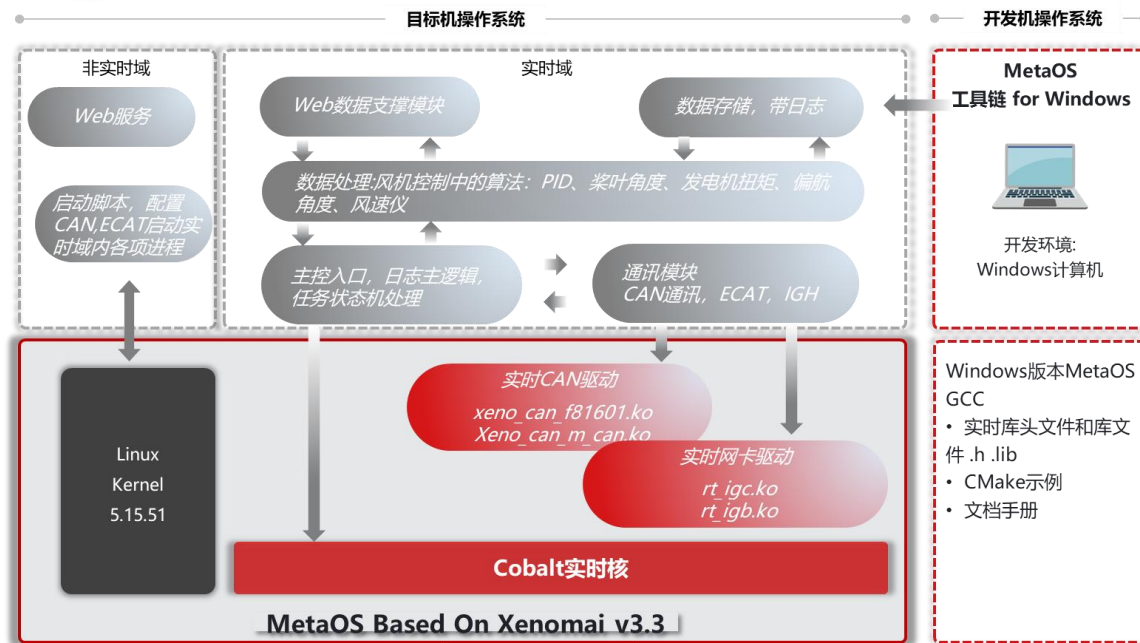 目标机操作系统
开发机操作系统
非实时域
实时域
Web服务
启动脚本，配置
CAN,ECAT启动实
时域内各项进程
Web数据支撑模块
数据存储，带日志
数据处理:风机控制中的算法：PID、桨叶角度、发电机扭矩、偏航
角度、风速仪
主控入口，日志主逻辑，
任务状态机处理
通讯模块
CAN通讯，ECAT，IGH
MetaOS
工具链 for Windows
开发环境:
Windows计算机
Linux
Kernel
5.15.51
实时CAN驱动
xeno_can_f81601.ko
Xeno_can_m_can.ko
实时网卡驱动
rt_igc.ko
rt_igb.ko
Cobalt实时核
MetaOS Based On Xenomai v3.3
Windows版本MetaOS
GCC
• 实时库头文件和库文
件 .h .lib
• CMake示例
• 文档手册